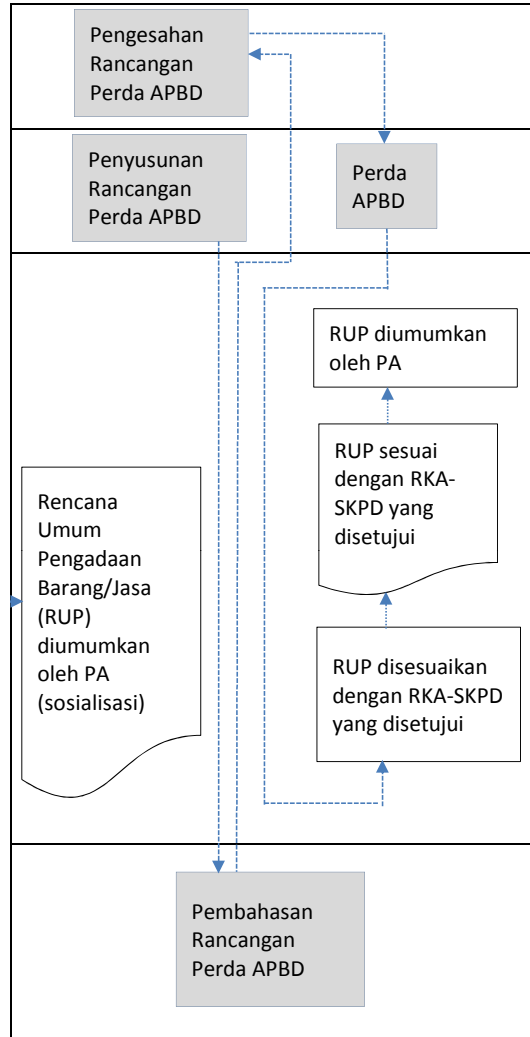 Pengesahan
Rancangan
Perda APBD
Penyusunan
Rancangan
Perda APBD
Perda
APBD
RUP diumumkan
oleh PA
RUP sesuai
dengan RKA-
SKPD yang
disetujui
Rencana
Umum
Pengadaan
Barang/Jasa
(RUP)
diumumkan
oleh PA
(sosialisasi)
RUP disesuaikan
dengan RKA-SKPD
yang disetujui
Pembahasan
Rancangan
Perda APBD